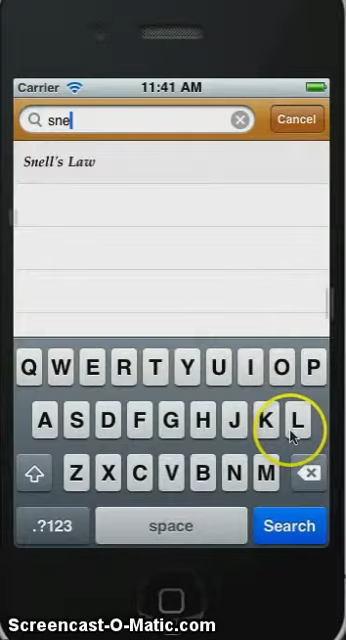 Carrier 11:41 AM
sne Cancel
Snell's Law
Q W E R T Y U I O P
A S D F G H J K L
Z X C V B N M
.?123 space Search
Screencast-O-Matic.com